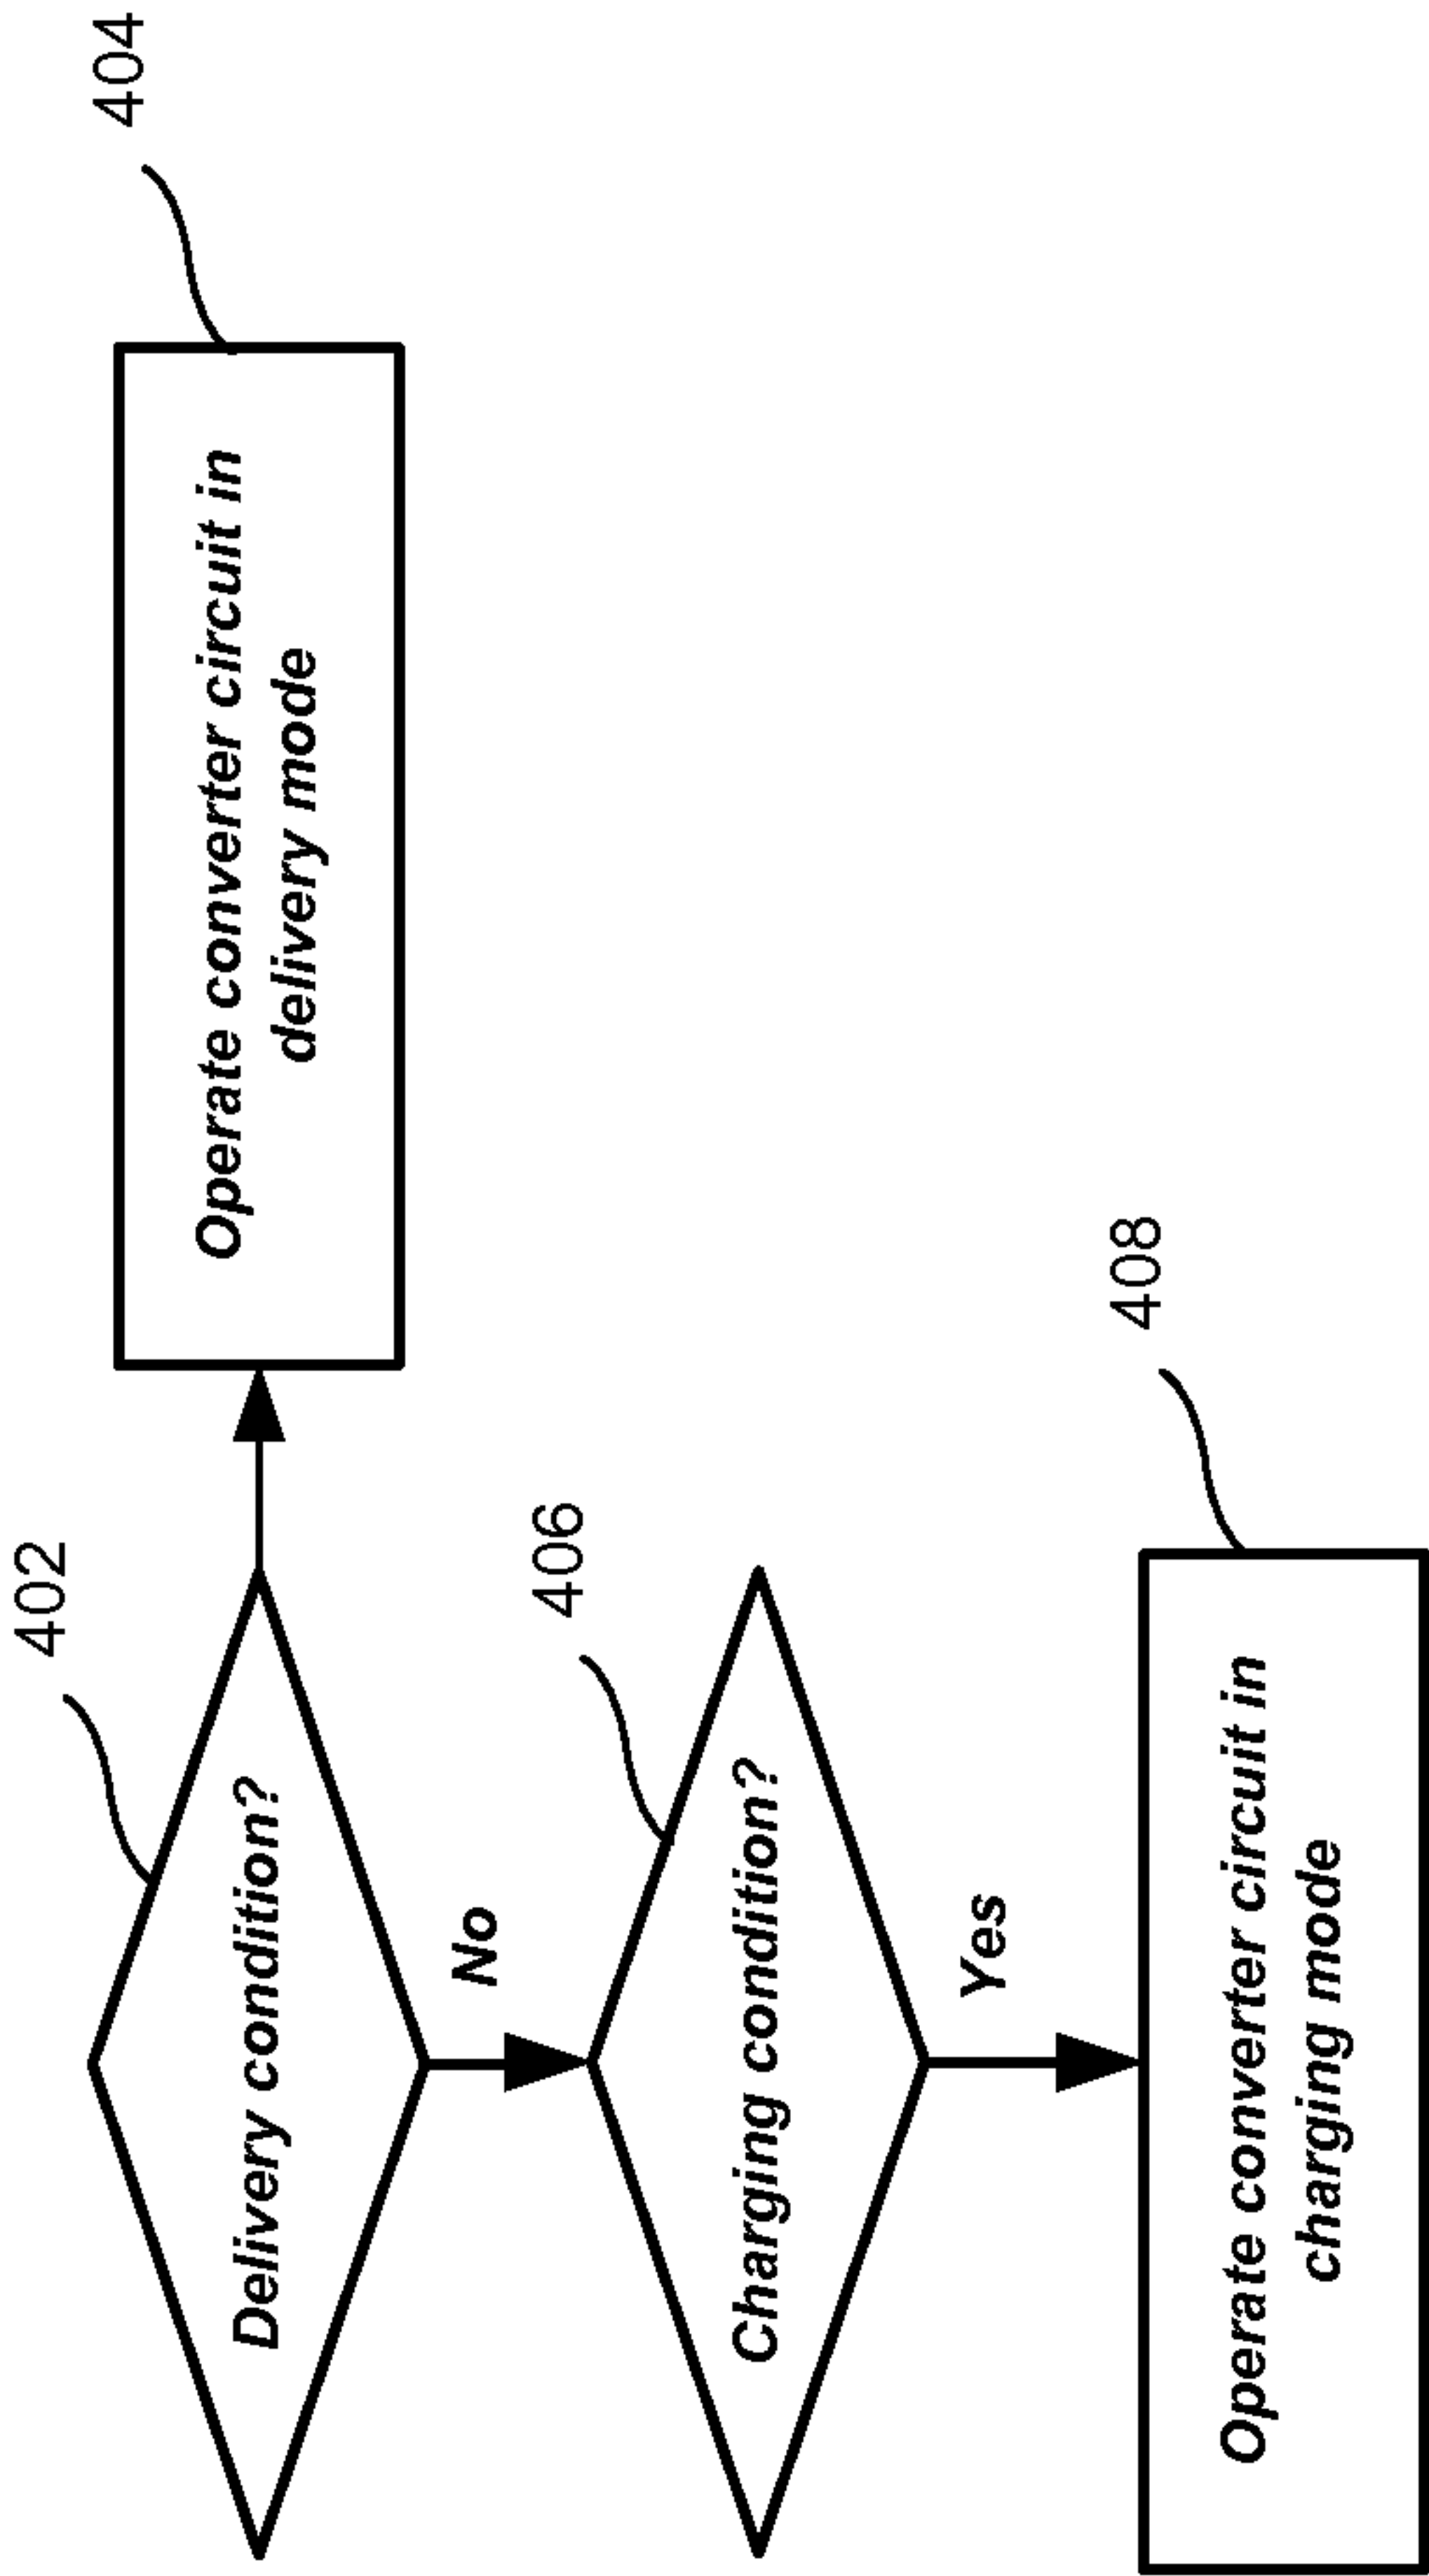 402
Delivery condition?
404
Operate converter circuit in
delivery mode
No
406
Charging condition?
Yes
408
Operate converter circuit in
charging mode